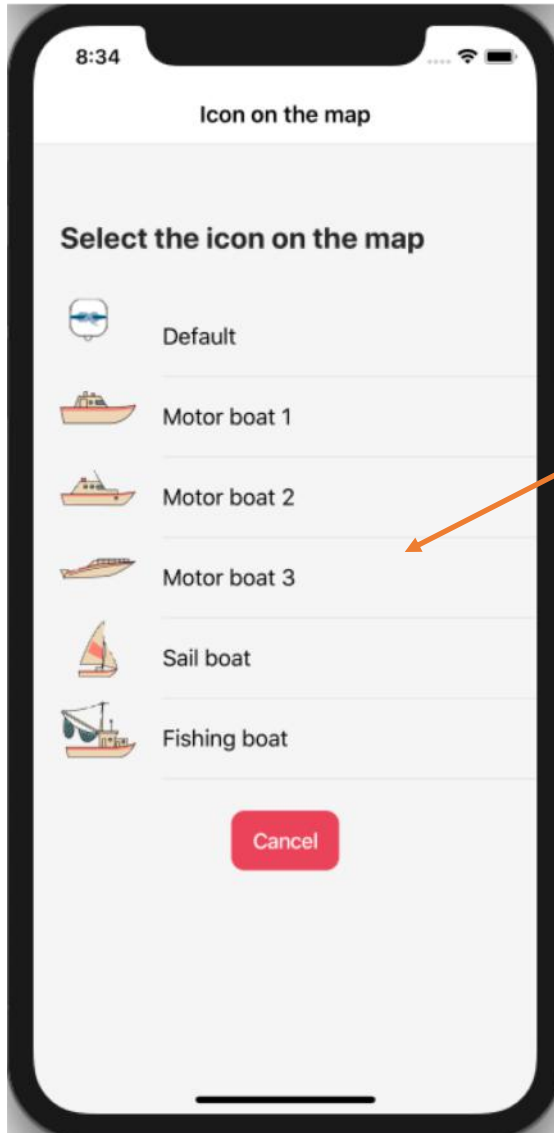 8:34
Icon on the map
Select the icon on the map
Default
Motor boat 1
Motor boat 2
Motor boat 3
Sail boat
Fishing boat
Cancel